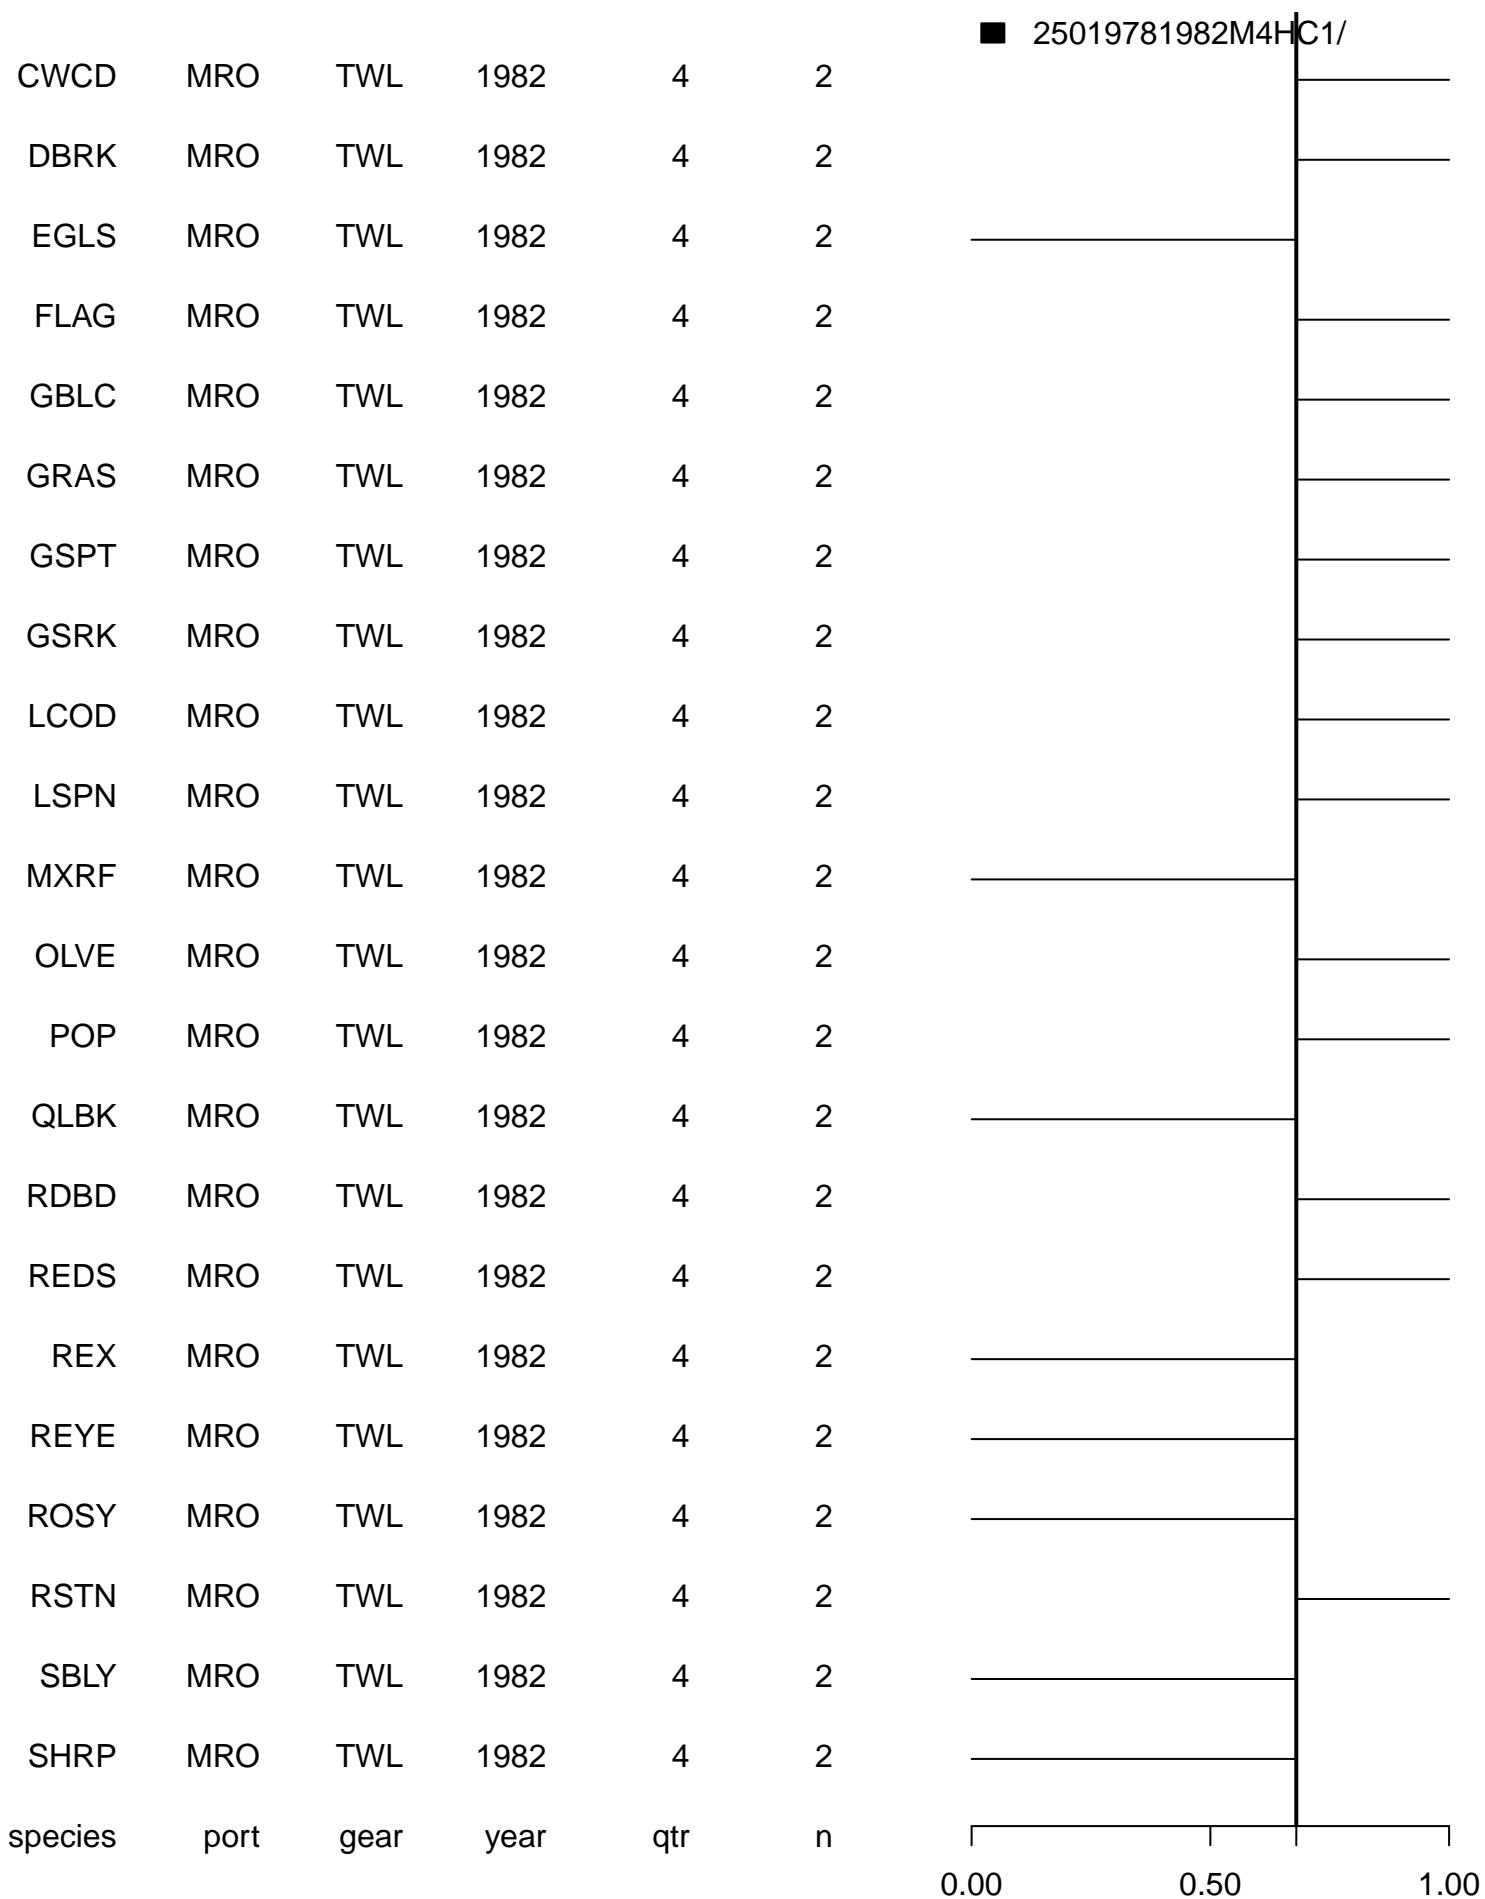 25019781982M4HC1/
CWCD MRO TWL 1982 4 2
DBRK MRO TWL 1982 4 2
EGLS MRO TWL 1982 4 2
FLAG MRO TWL 1982 4 2
GBLC MRO TWL 1982 4 2
GRAS MRO TWL 1982 4 2
GSPT MRO TWL 1982 4 2
GSRK MRO TWL 1982 4 2
LCOD MRO TWL 1982 4 2
LSPN MRO TWL 1982 4 2
MXRF MRO TWL 1982 4 2
OLVE MRO TWL 1982 4 2
POP MRO TWL 1982 4 2
QLBK MRO TWL 1982 4 2
RDBD MRO TWL 1982 4 2
REDS MRO TWL 1982 4 2
REX MRO TWL 1982 4 2
REYE MRO TWL 1982 4 2
ROSY MRO TWL 1982 4 2
RSTN MRO TWL 1982 4 2
SBLY MRO TWL 1982 4 2
SHRP MRO TWL 1982 4 2
species port gear year qtr n
0.00 0.50 1.00